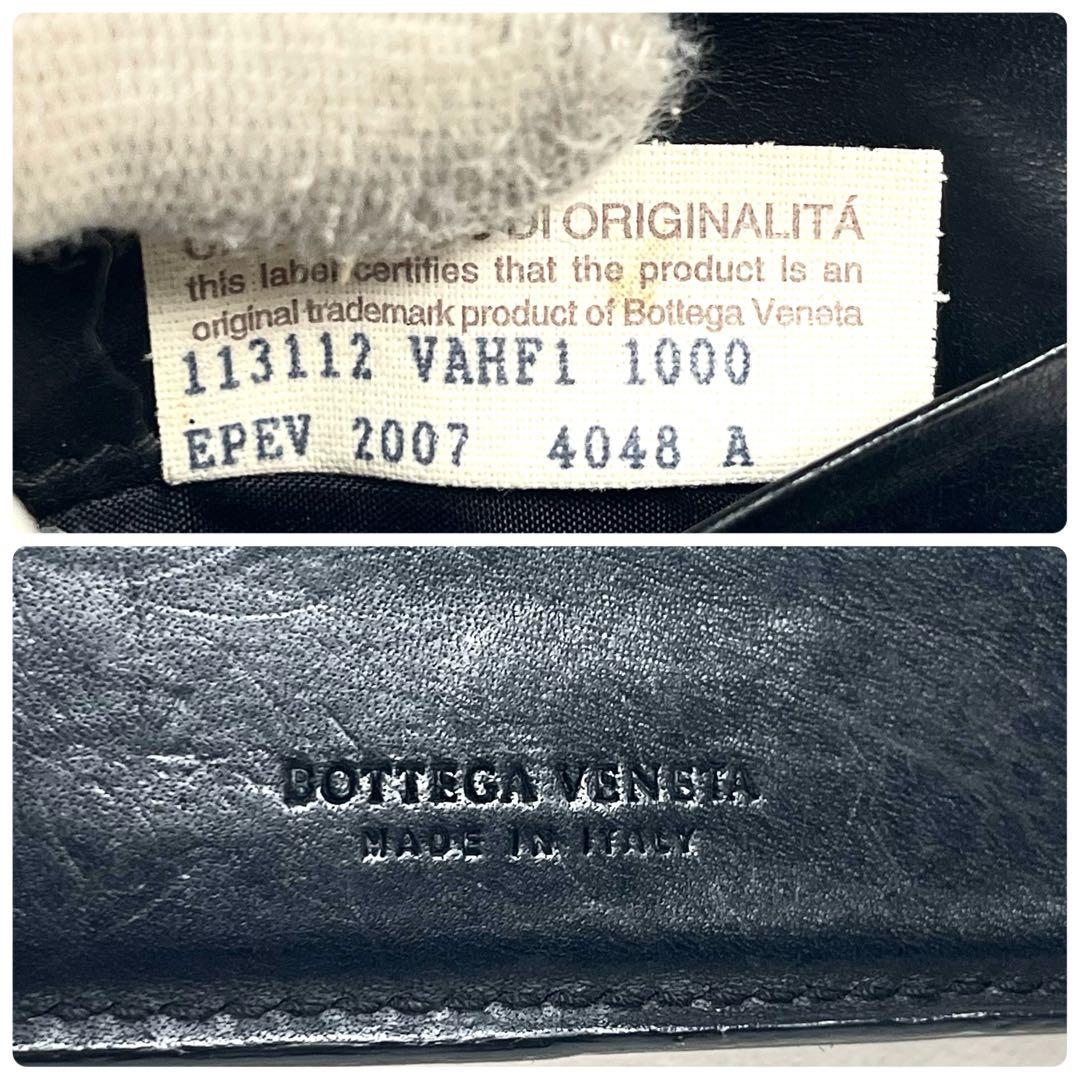 DI ORIGINALITÁ
this label certifies that the product is an
original trademark product of Bottega Veneta
113112 VAHF1 1000
EPEV 2007 4048 A
BOTTEGA VENETA
MADE IN ITALY